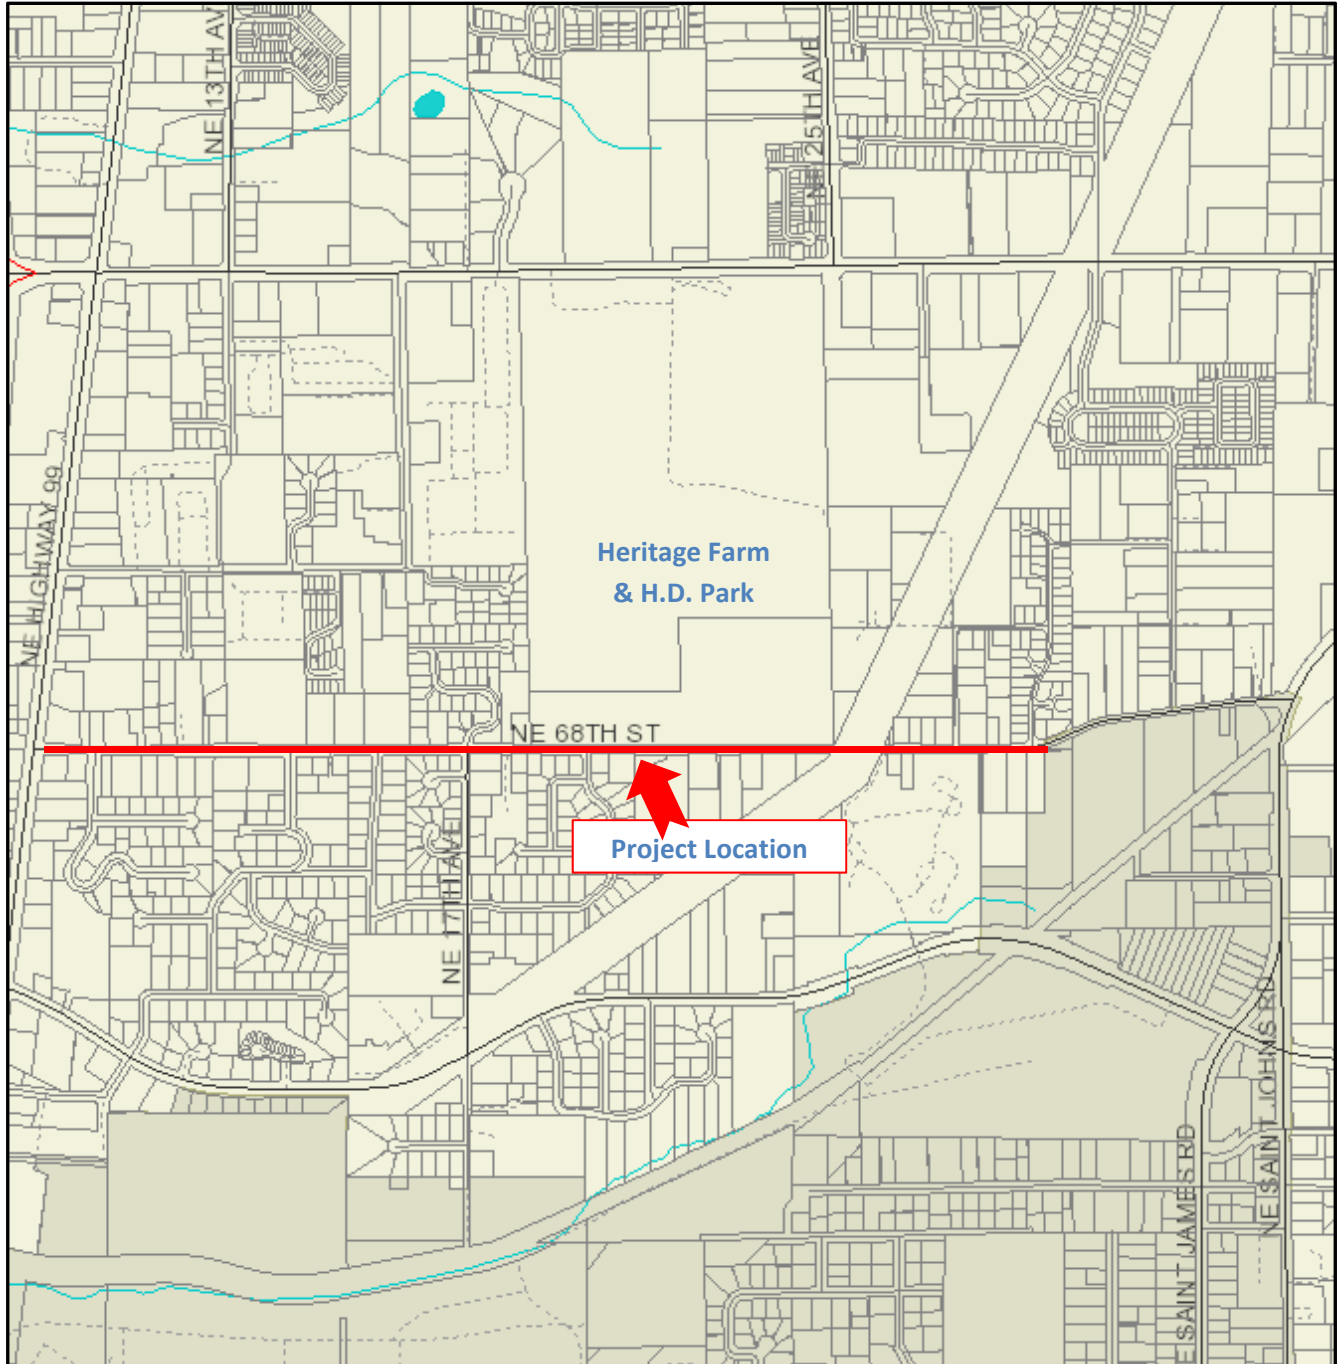 NE 13TH AV
NE 25TH AVE
NE HIGHWAY 99
Heritage Farm
& H.D. Park
NE 68TH ST
Project Location
NE 17TH AVE
NE SAINT JOHNS RD
E SAINT JAMES RD